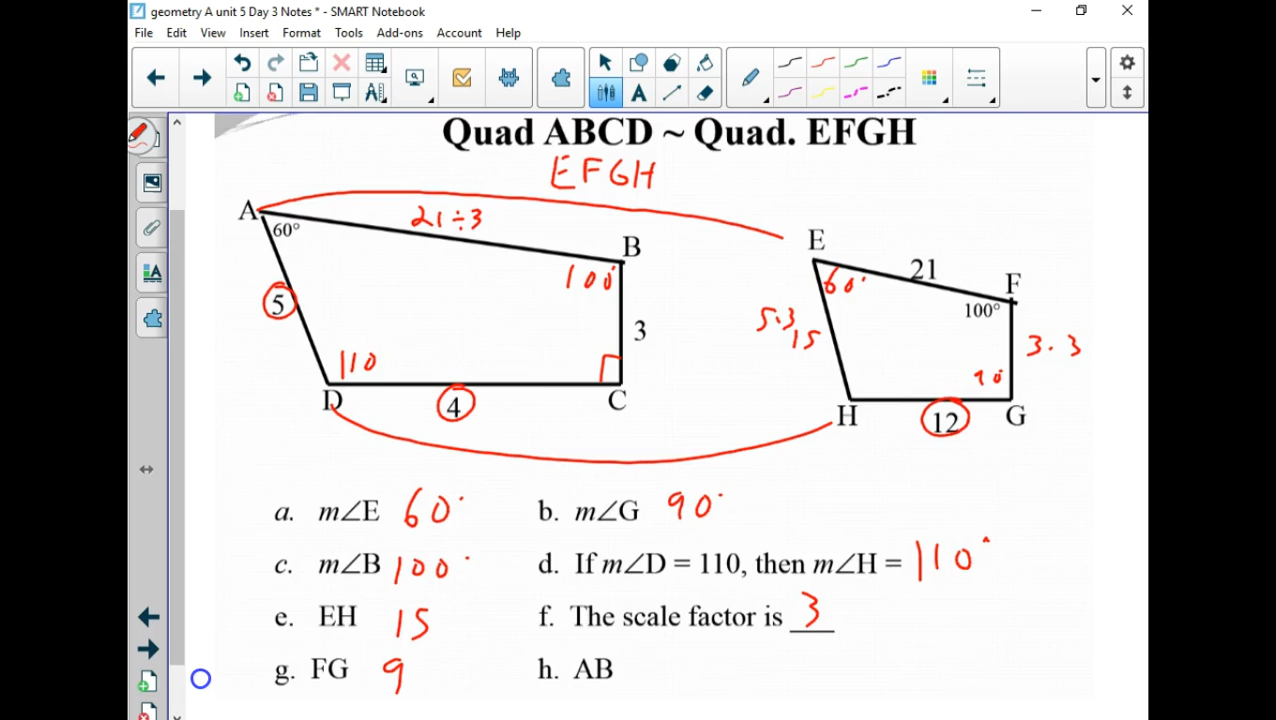 geometry A unit 5 Day 3 Notes * - SMART Notebook
File Edit View Insert Format Tools Add-ons Account Help
Quad ABCD ~ Quad. EFGH
EFGH
A 21÷3
60°
B
E
21
F
100°
60°
100°
5
3
5·3
15
3·3
110
90°
D 4 C
H 12 G
a. m∠E 60° b. m∠G 90°
c. m∠B 100° d. If m∠D = 110, then m∠H = 110°
e. EH 15 f. The scale factor is 3
g. FG 9 h. AB